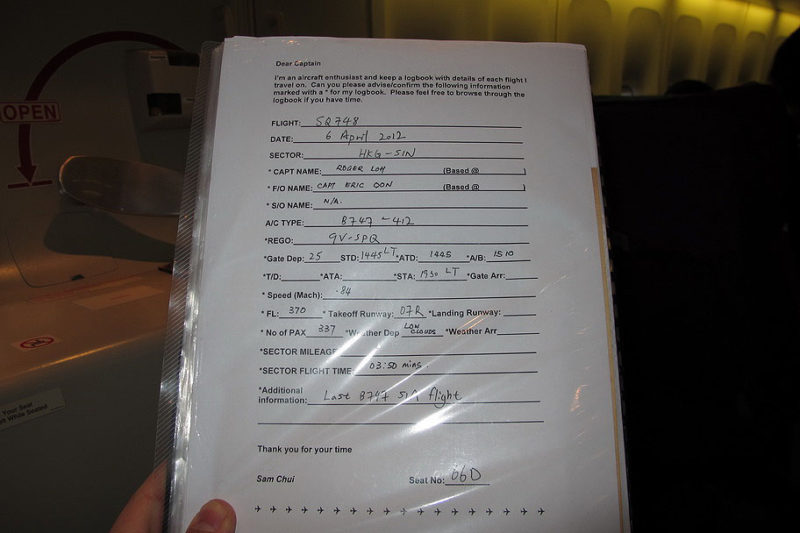 OPEN
Dear Captain
I'm an aircraft enthusiast and keep a logbook with details of each flight I
travel on. Can you please advise/confirm the following information
marked with a * for my logbook. Please feel free to browse through the
logbook if you have time.
FLIGHT: SQ748
DATE: 6 April 2012
SECTOR: HKG-SIN
* CAPT NAME: ROGER LOH (Based @ )
* F/O NAME: CAPT ERIC DON (Based @ )
* S/O NAME: N/A.
A/C TYPE: B747-412
*REGO: 9V-SPQ
*Gate Dep: 25 STD: 1445 LT *ATD: 1445 *A/B: 1510
*T/D: *ATA: *STA: 1930 LT *Gate Arr:
* Speed (Mach): .84
* FL: 370 * Takeoff Runway: 07R *Landing Runway:
* No of PAX 337 *Weather Dep LOW CLOUDS *Weather Arr
*SECTOR MILEAGE
*SECTOR FLIGHT TIME: 03:50 mins.
*Additional
information: Last B747 SIA flight
Thank you for your time
Sam Chui Seat No: 06D
Your Seat
While Seated